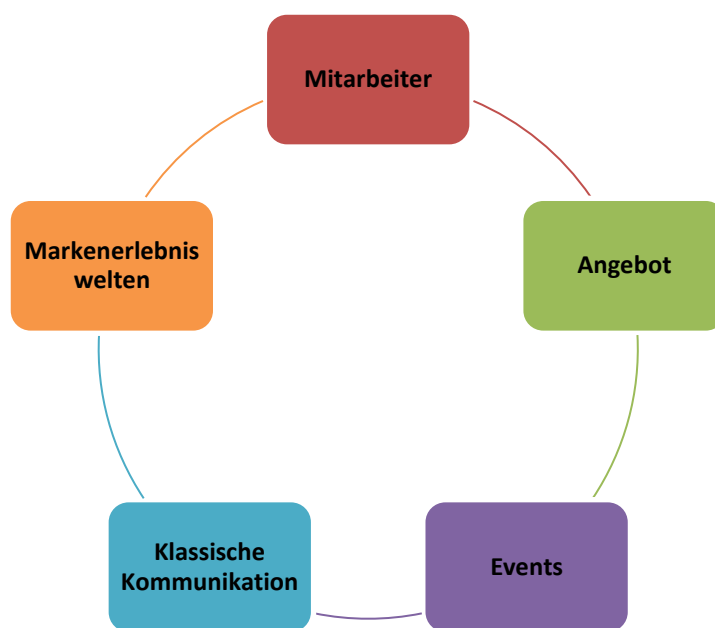 Mitarbeiter
Angebot
Events
Klassische
Kommunikation
Markenerlebnis
welten